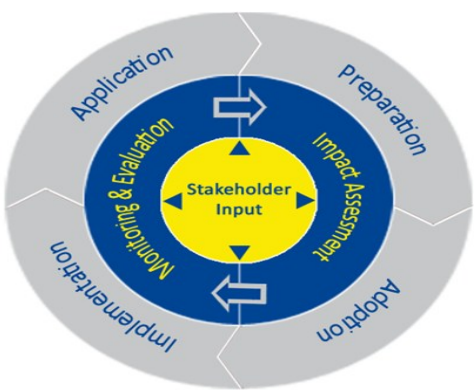 Application
Preparation
Monitoring & Evaluation
Impact Assessment
Stakeholder
Input
Implementation
Adoption